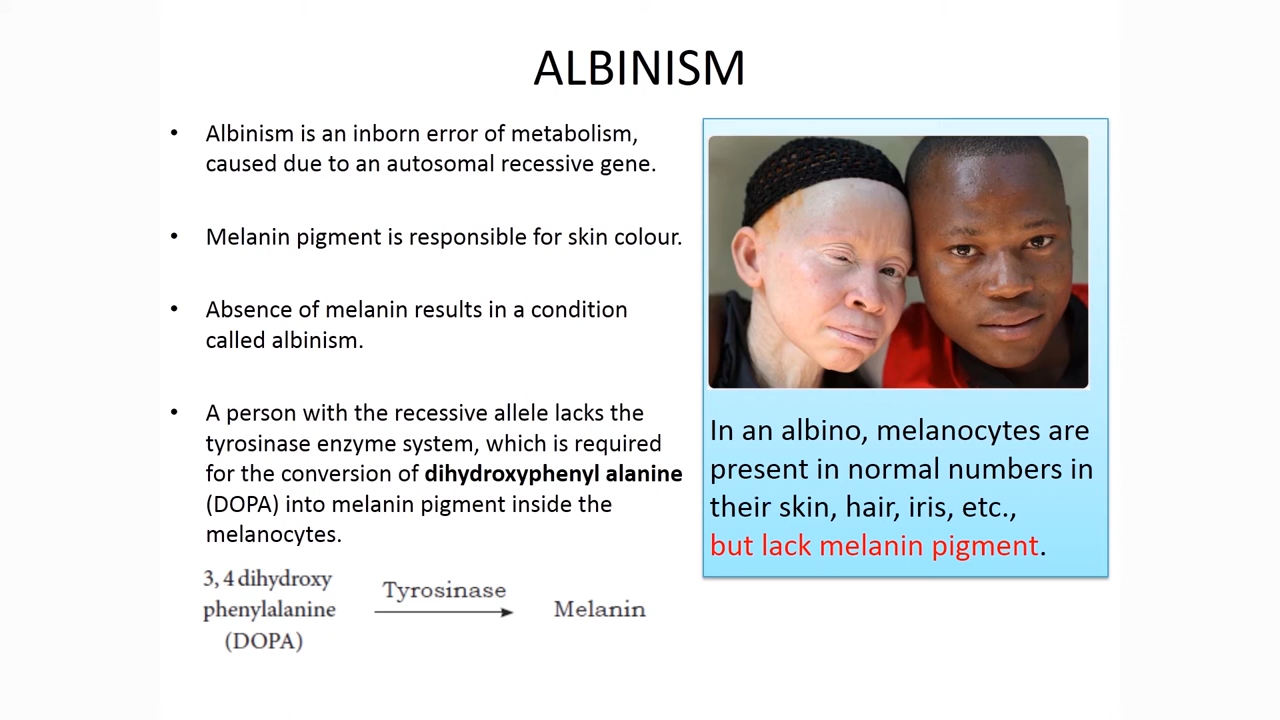 ALBINISM
• Albinism is an inborn error of metabolism,
caused due to an autosomal recessive gene.
• Melanin pigment is responsible for skin colour.
• Absence of melanin results in a condition
called albinism.
• A person with the recessive allele lacks the
tyrosinase enzyme system, which is required
for the conversion of dihydroxyphenyl alanine
(DOPA) into melanin pigment inside the
melanocytes.
3, 4 dihydroxy
phenylalanine
(DOPA)
Tyrosinase
Melanin
In an albino, melanocytes are
present in normal numbers in
their skin, hair, iris, etc.,
but lack melanin pigment.